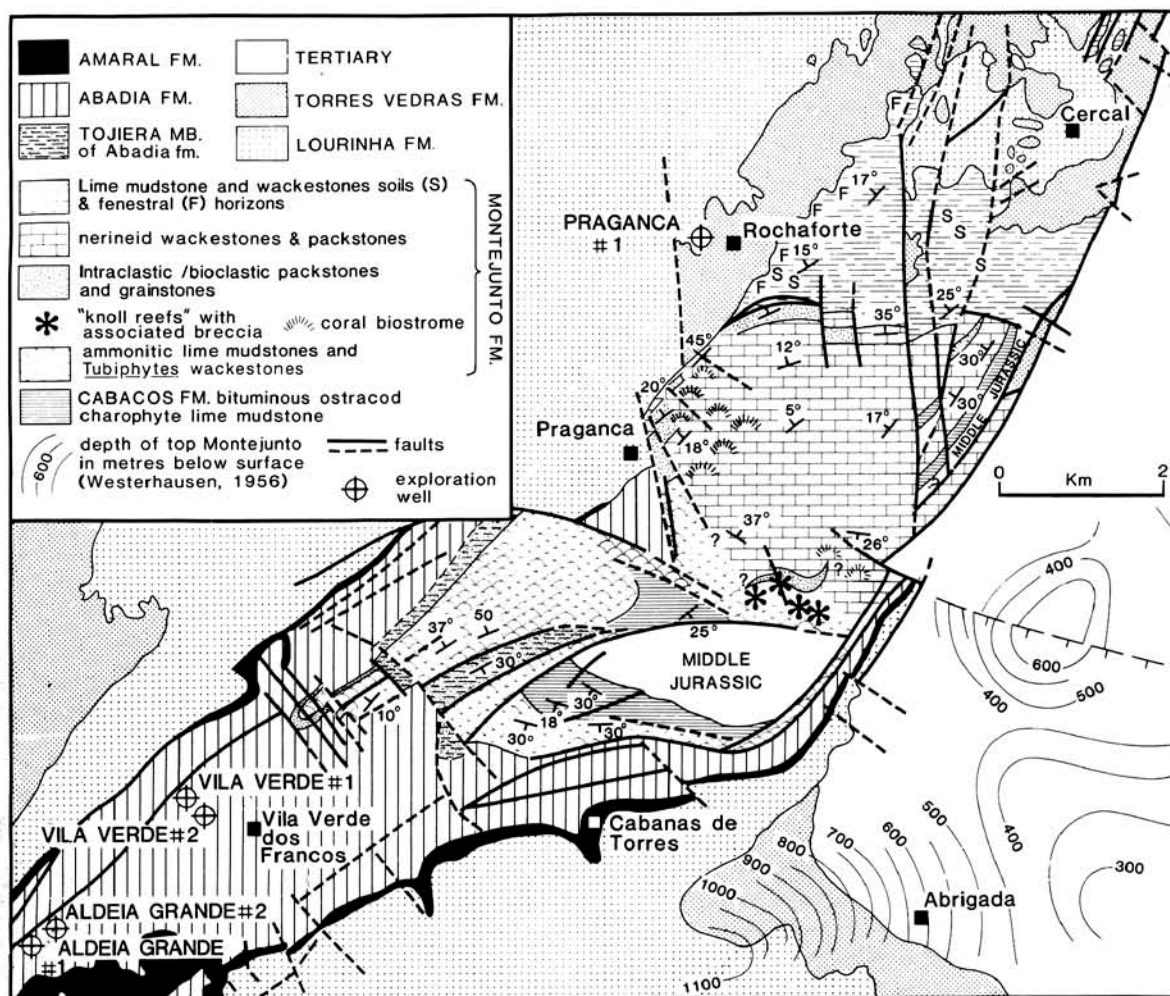 AMARAL FM.
TERTIARY
ABADIA FM.
TORRES VEDRAS FM.
TOJIERA MB.
of Abadia fm.
LOURINHA FM.
Lime mudstone and wackestones soils (S)
& fenestral (F) horizons
nerineid wackestones & packstones
Intraclastic /bioclastic packstones
and grainstones
"knoll reefs" with
associated breccia
coral biostrome
ammonitic lime mudstones and
Tubiphytes wackestones
MONTEJUNTO FM.
CABACOS FM. bituminous ostracod
charophyte lime mudstone
600
depth of top Montejunto
in metres below surface
(Westerhausen, 1956)
faults
exploration
well
Cercal
F
17°
F
F
PRAGANCA
#1
Rochaforte
S
S
S
F
15°
S
S
F
S
25°
35°
45°
12°
30°
20°
MIDDLE JURASSIC
30°
5°
17°
Praganca
18°
?
0
2
Km
37°
?
26°
?
?
400
600
500
400
50
37°
25°
30°
MIDDLE
JURASSIC
30°
10°
18°
30°
30°
VILA VERDE #1
VILA VERDE #2
Vila Verde
dos
Francos
Cabanas de
Torres
500
600
700
800
900
1000
400
300
Abrigada
ALDEIA GRANDE #2
ALDEIA GRANDE
#1
1100